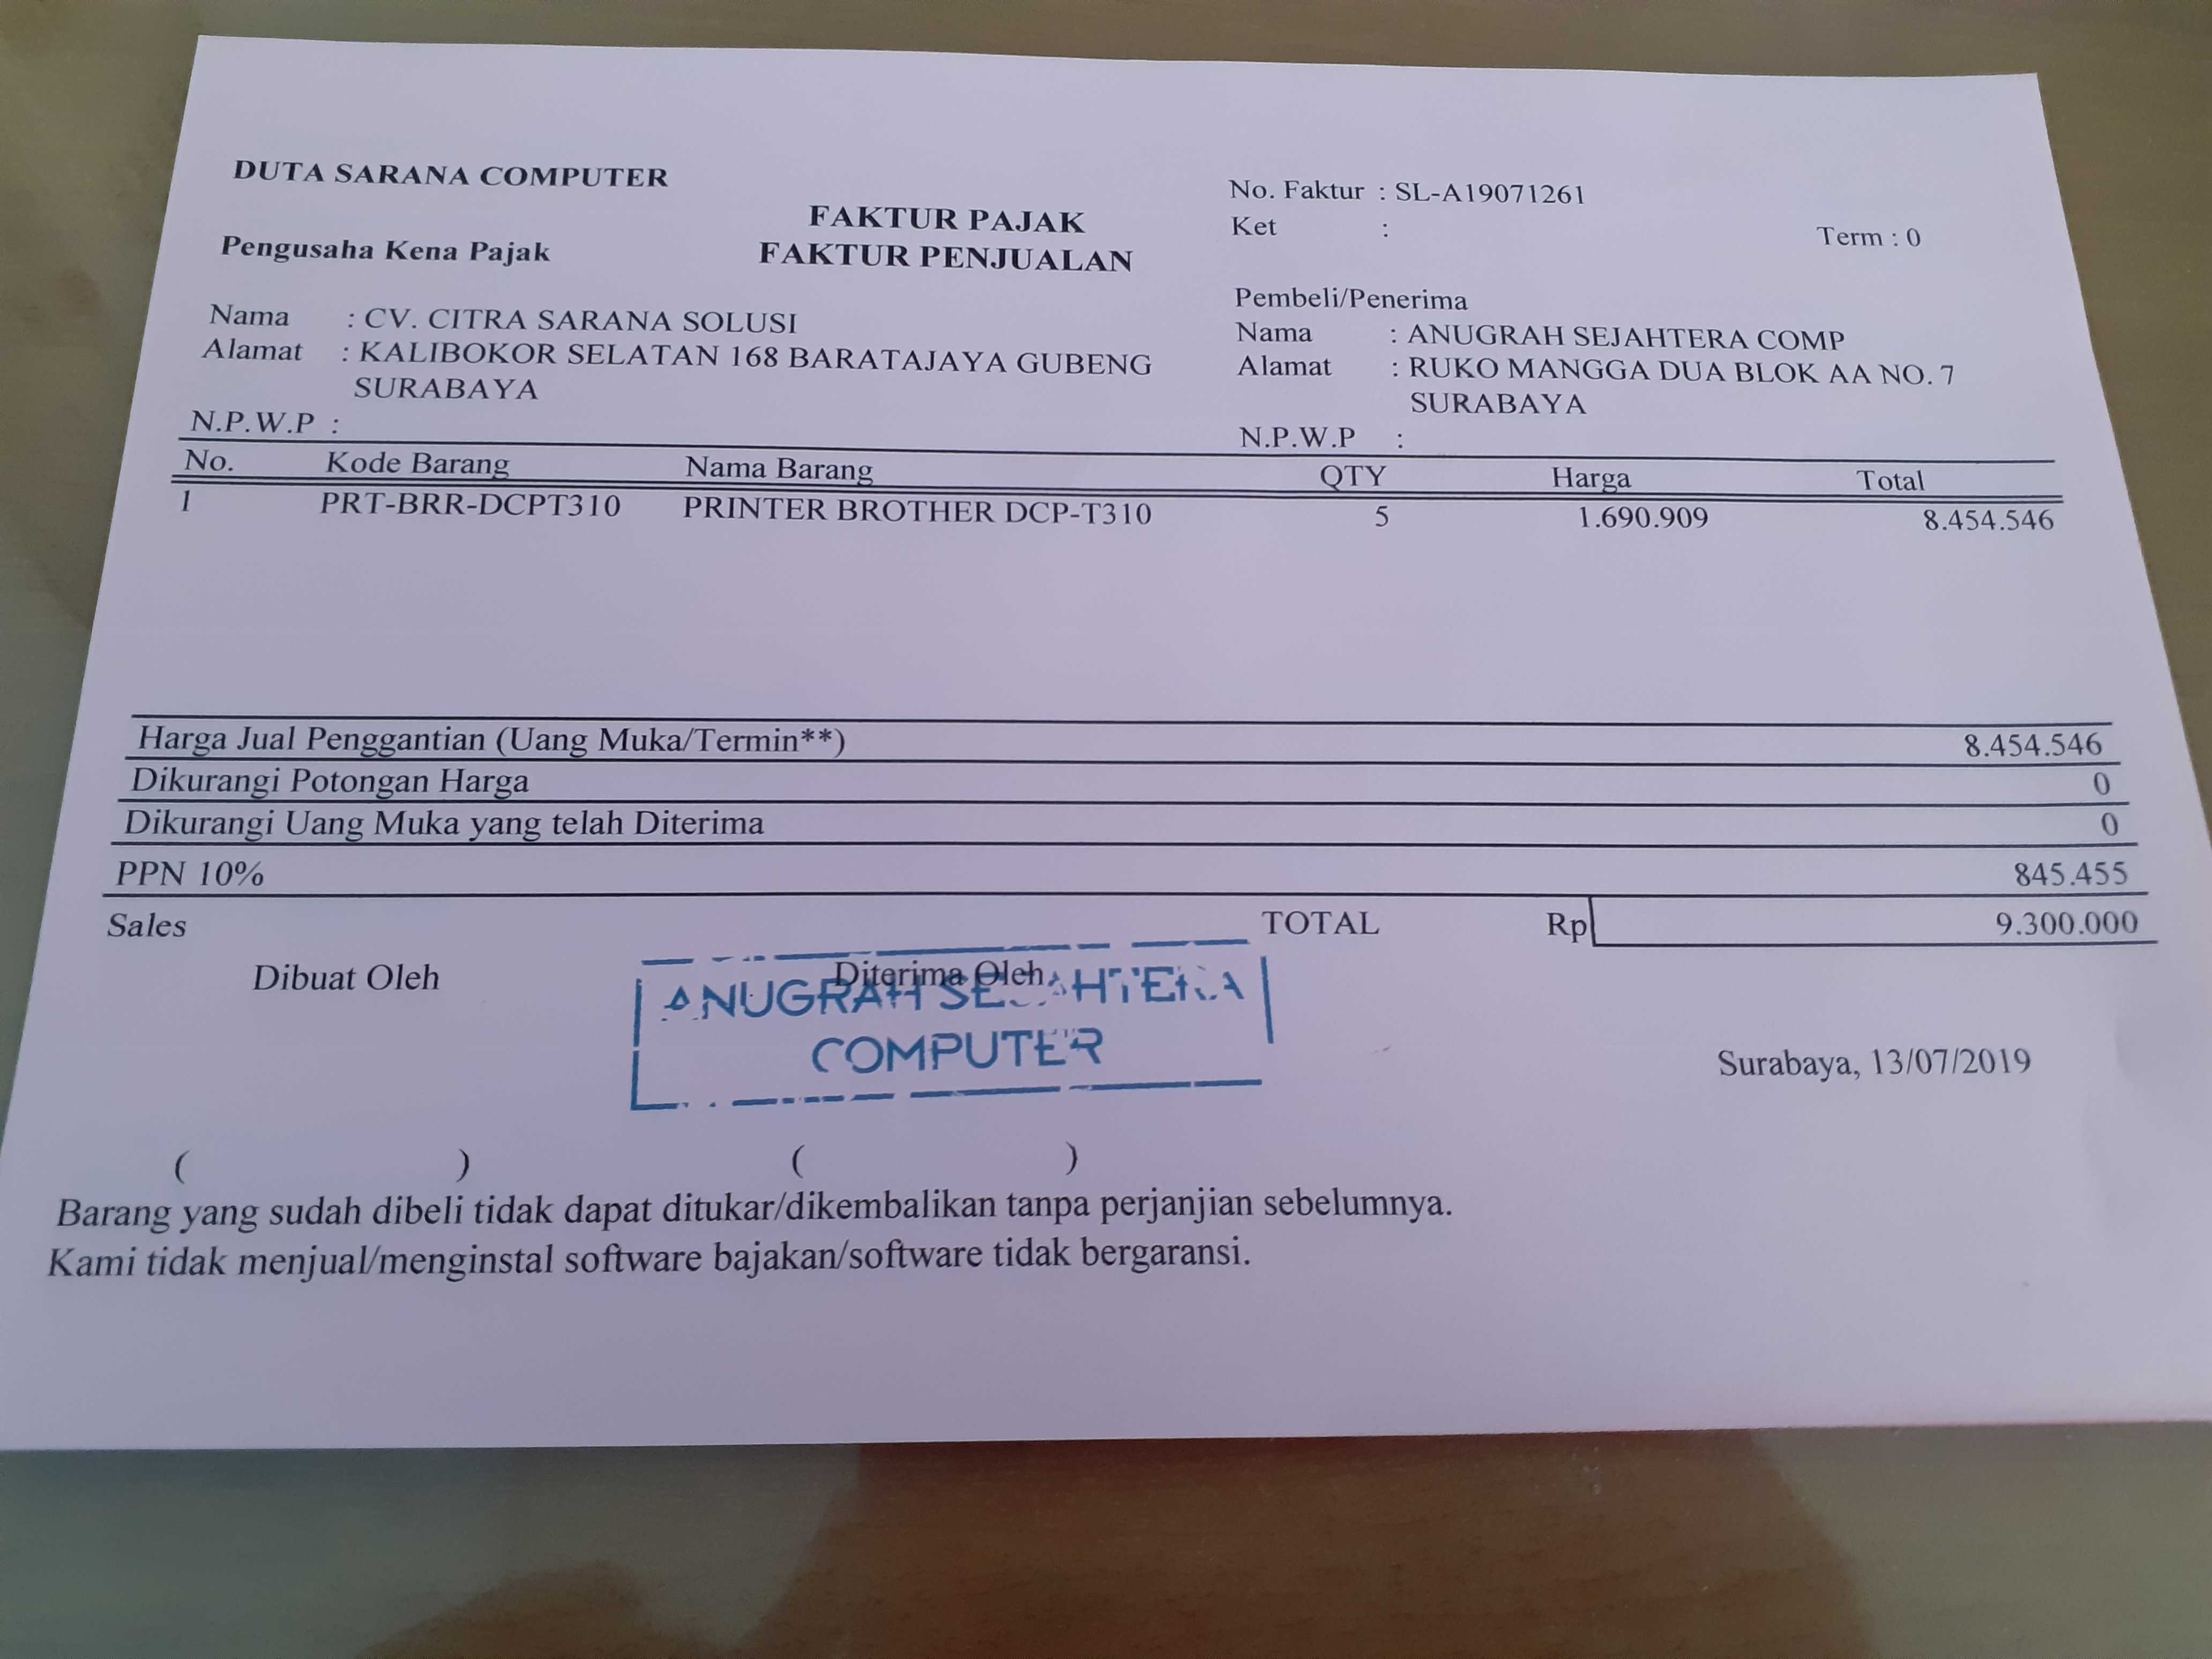 DUTA SARANA COMPUTER
FAKTUR PAJAK
FAKTUR PENJUALAN
Pengusaha Kena Pajak
No. Faktur : SL-A19071261
Ket :
Term : 0
Nama : CV. CITRA SARANA SOLUSI
Alamat : KALIBOKOR SELATAN 168 BARATAJAYA GUBENG
SURABAYA
N.P.W.P :
Pembeli/Penerima
Nama : ANUGRAH SEJAHTERA COMP
Alamat : RUKO MANGGA DUA BLOK AA NO. 7
SURABAYA
N.P.W.P :
No. Kode Barang Nama Barang QTY Harga Total
1 PRT-BRR-DCPT310 PRINTER BROTHER DCP-T310 5 1.690.909 8.454.546
Harga Jual Penggantian (Uang Muka/Termin**) 8.454.546
Dikurangi Potongan Harga 0
Dikurangi Uang Muka yang telah Diterima 0
PPN 10% 845.455
Sales TOTAL Rp 9.300.000
Dibuat Oleh Diterima Oleh
ANUGRAH SEJAHTERA
COMPUTER
Surabaya, 13/07/2019
( ) ( )
Barang yang sudah dibeli tidak dapat ditukar/dikembalikan tanpa perjanjian sebelumnya.
Kami tidak menjual/menginstal software bajakan/software tidak bergaransi.